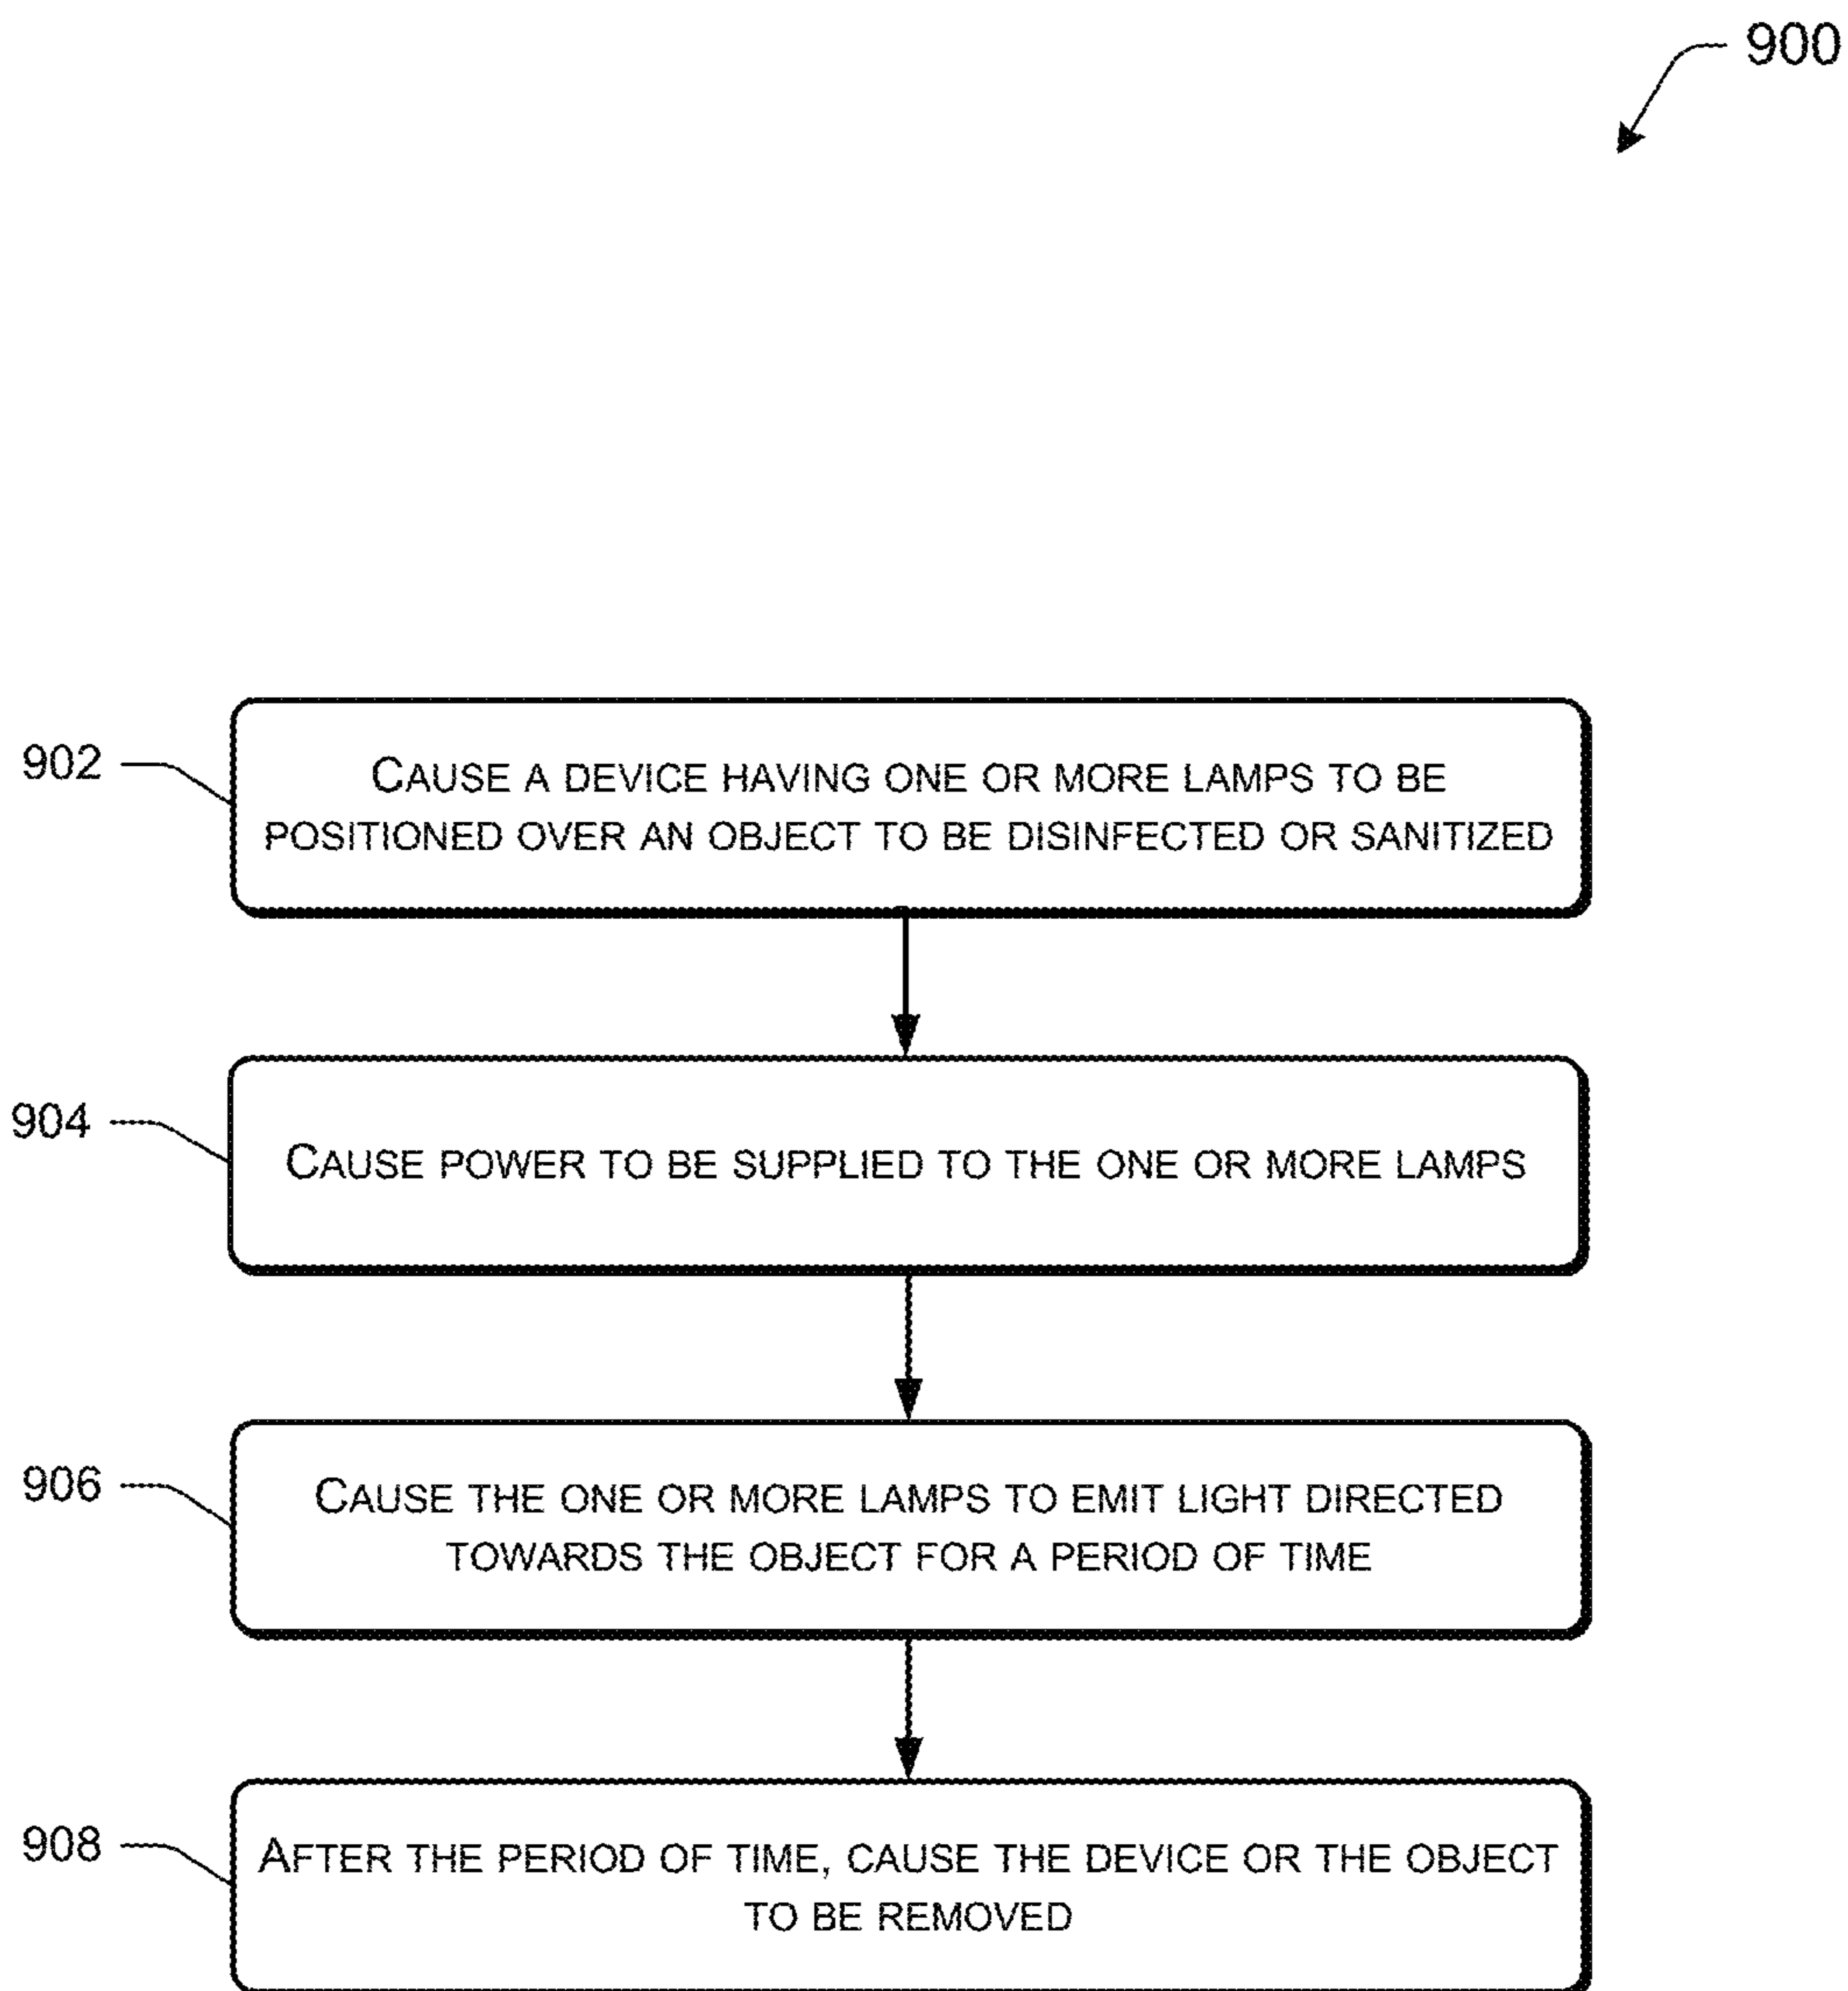 900
902
CAUSE A DEVICE HAVING ONE OR MORE LAMPS TO BE
POSITIONED OVER AN OBJECT TO BE DISINFECTED OR SANITIZED
904
CAUSE POWER TO BE SUPPLIED TO THE ONE OR MORE LAMPS
906
CAUSE THE ONE OR MORE LAMPS TO EMIT LIGHT DIRECTED
TOWARDS THE OBJECT FOR A PERIOD OF TIME
908
AFTER THE PERIOD OF TIME, CAUSE THE DEVICE OR THE OBJECT
TO BE REMOVED